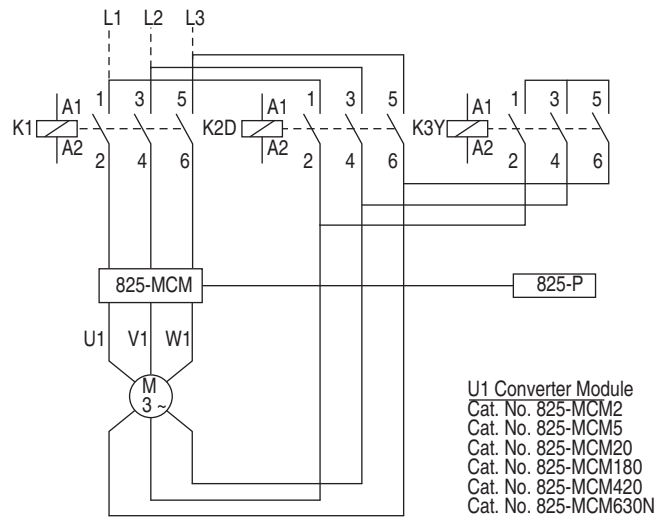 L1 L2 L3
1 3 5 1 3 5 1 3 5
A1 A1 A1
K1 K2D K3Y
A2 A2 A2
2 4 6 2 4 6 2 4 6
825-MCM 825-P
U1 V1 W1
M
3 ~
U1 Converter Module
Cat. No. 825-MCM2
Cat. No. 825-MCM5
Cat. No. 825-MCM20
Cat. No. 825-MCM180
Cat. No. 825-MCM420
Cat. No. 825-MCM630N